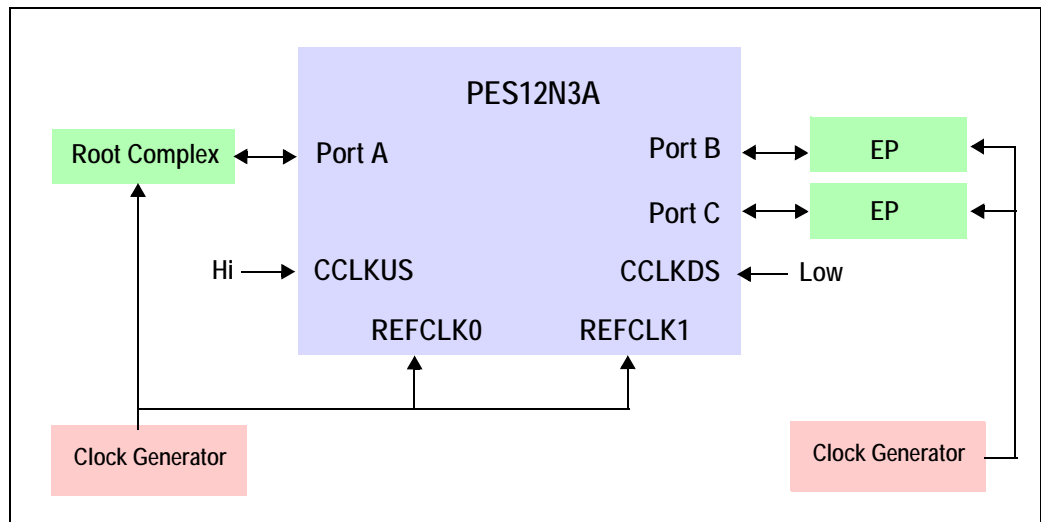 PES12N3A
Root Complex
Port A
Port B
EP
Port C
EP
Hi
CCLKUS
CCLKDS
Low
REFCLK0
REFCLK1
Clock Generator
Clock Generator